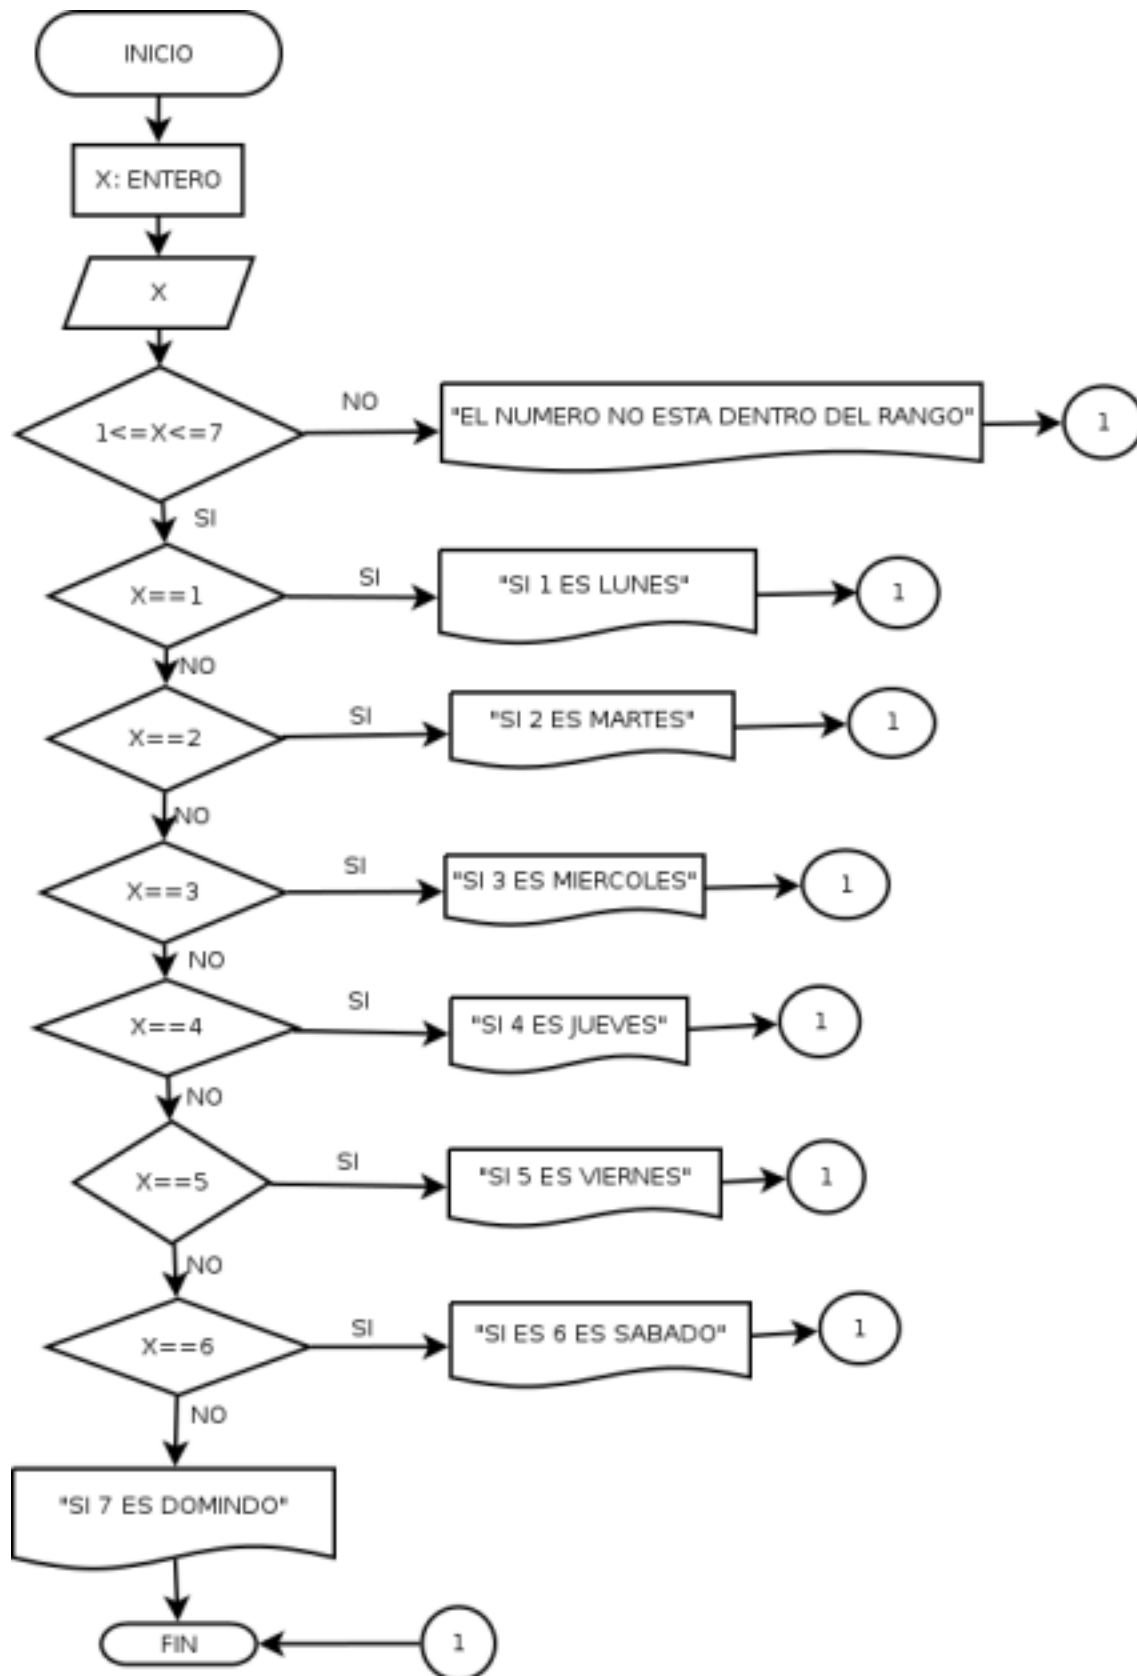 INICIO
X: ENTERO
X
1<=X<=7
NO
"EL NUMERO NO ESTA DENTRO DEL RANGO"
1
SI
X==1
SI
"SI 1 ES LUNES"
1
NO
X==2
SI
"SI 2 ES MARTES"
1
NO
X==3
SI
"SI 3 ES MIERCOLES"
1
NO
X==4
SI
"SI 4 ES JUEVES"
1
NO
X==5
SI
"SI 5 ES VIERNES"
1
NO
X==6
SI
"SI ES 6 ES SABADO"
1
NO
"SI 7 ES DOMINDO"
FIN
1